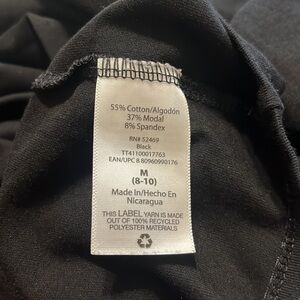 55% Cotton/Algodón
37% Modal
8% Spandex
RN# 52469
Black
TT41100017763
EAN/UPC 8 80960990176
M
(8-10)
Made In/Hecho En
Nicaragua
THIS LABEL YARN IS MADE
OUT OF 100% RECYCLED
POLYESTER MATERIALS